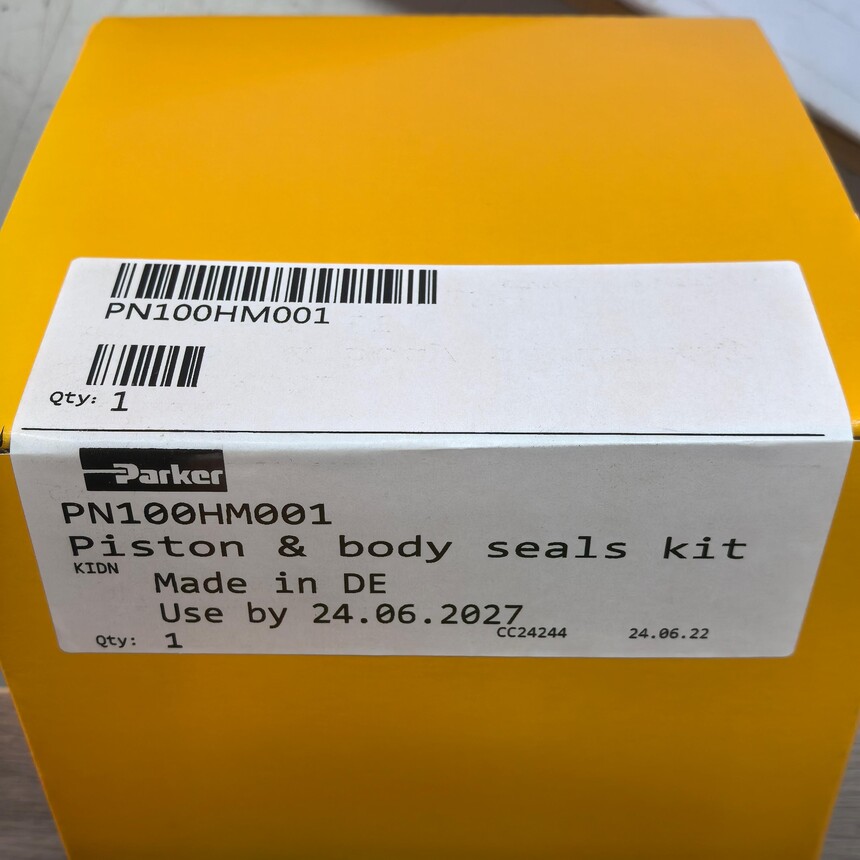 PN100HM001
Qty: 1
Parker
PN100HM001
Piston & body seals kit
KIDN
Made in DE
Use by 24.06.2027
Qty: 1 CC24244 24.06.22